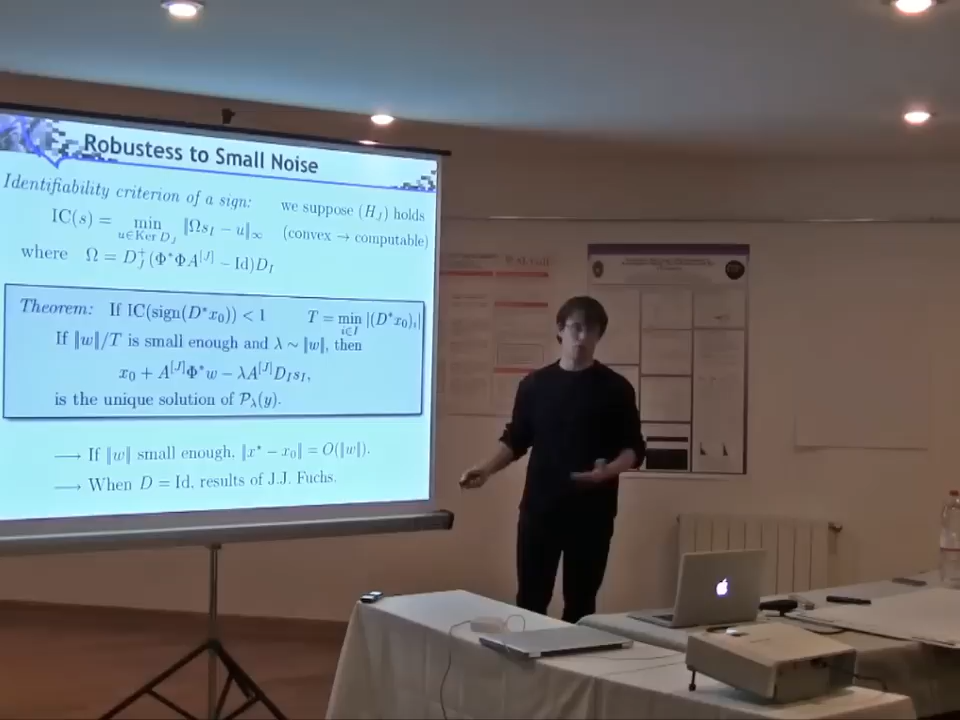 Robustess to Small Noise
Identifiability criterion of a sign: we suppose (H_J) holds
IC(s) = min_{u∈Ker D_J} ‖Ωs_I − u‖_∞ (convex → computable)
where Ω = D_J^+(Φ*ΦA^{[J]} − Id)D_I
Theorem: If IC(sign(D*x_0)) < 1 T = min_{i∈I} |(D*x_0)_i|
If ‖w‖/T is small enough and λ ∼ ‖w‖, then
x_0 + A^{[J]}Φ*w − λA^{[J]}D_I s_I,
is the unique solution of P_λ(y).
→ If ‖w‖ small enough, ‖x* − x_0‖ = O(‖w‖).
→ When D = Id, results of J.J. Fuchs.